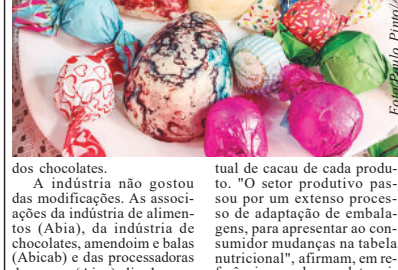 Foto: Paulo Pinto/A
dos chocolates.
A indústria não gostou
das modificações. As associ-
ações da indústria de alimen-
tos (Abia), da indústria de
chocolates, amendoim e balas
(Abicab) e das processadoras
tual de cacau de cada produ-
to. "O setor produtivo pas-
sou por um extenso proces-
so de adaptação de embala-
gens, para apresentar ao con-
sumidor mudanças na tabela
nutricional", afirmam, em re-